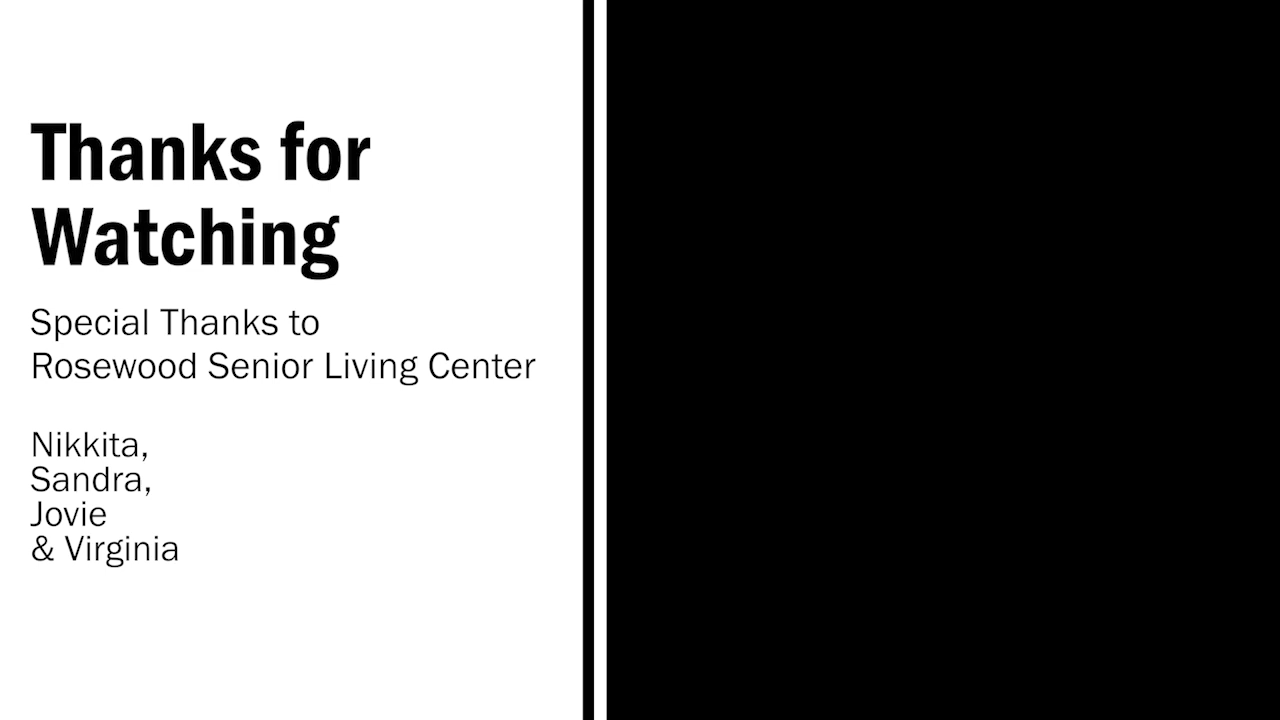 Thanks for
Watching
Special Thanks to
Rosewood Senior Living Center
Nikkita,
Sandra,
Jovie
& Virginia